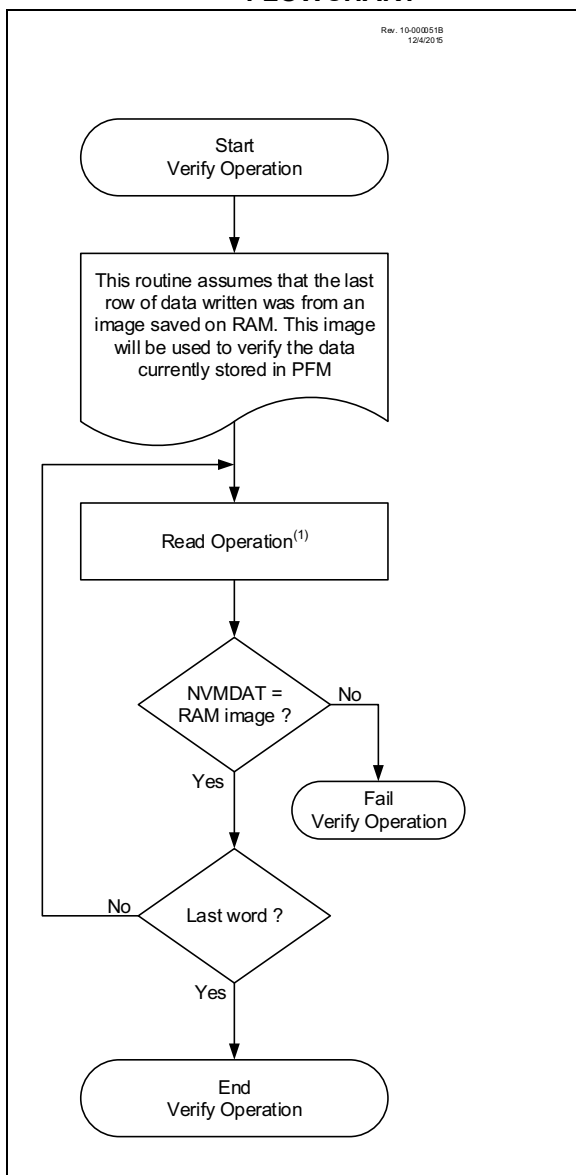 Rev. 10-000051B
12/4/2015
Start
Verify Operation
This routine assumes that the last
row of data written was from an
image saved on RAM. This image
will be used to verify the data
currently stored in PFM
Read Operation(1)
NVMDAT =
RAM image ?
No
Yes
Fail
Verify Operation
No
Last word ?
Yes
End
Verify Operation